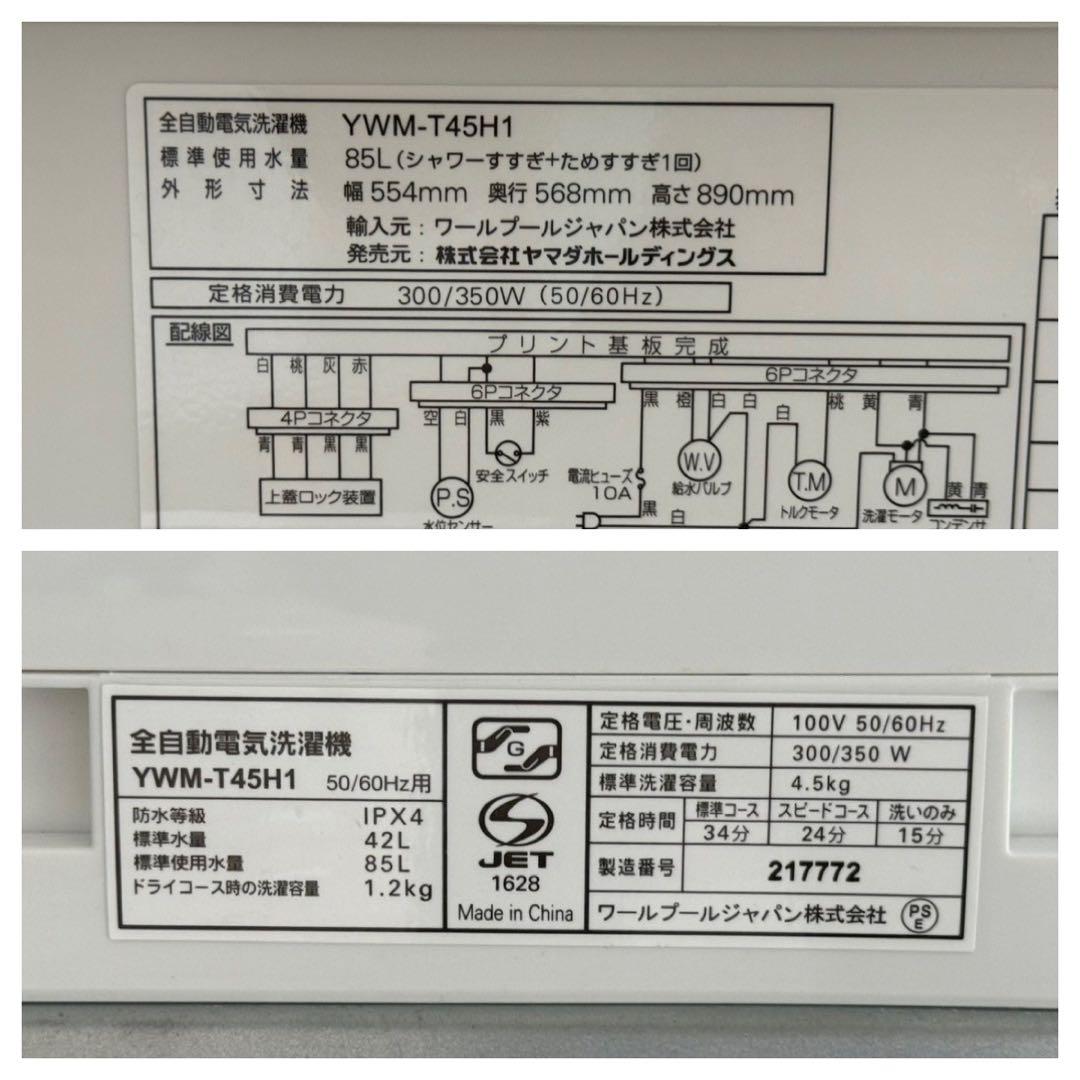 全自動電気洗濯機 YWM-T45H1
標準使用水量 85L(シャワーすすぎ+ためすすぎ1回)
外形寸法 幅554mm 奥行568mm 高さ890mm
輸入元：ワールプールジャパン株式会社
発売元：株式会社ヤマダホールディングス
定格消費電力 300/350W (50/60Hz)
配線図
プリント基板完成
白 桃 灰 赤
6Pコネクタ
6Pコネクタ
4Pコネクタ
空 白 黒 紫
黒 橙 白 白 白 桃 黄 青
青 青 黒 黒
上蓋ロック装置
P.S
水位センサー
安全スイッチ
電流ヒューズ
10A
黒 白
W.V
給水バルブ
T.M
トルクモータ
M
洗濯モータ
黄 青
コンデンサ
全自動電気洗濯機
YWM-T45H1 50/60Hz用
防水等級 IPX4
標準水量 42L
標準使用水量 85L
ドライコース時の洗濯容量 1.2kg
G
JET
1628
Made in China
定格電圧・周波数 100V 50/60Hz
定格消費電力 300/350 W
標準洗濯容量 4.5kg
定格時間 標準コース スピードコース 洗いのみ
34分 24分 15分
製造番号 217772
ワールプールジャパン株式会社 PSE